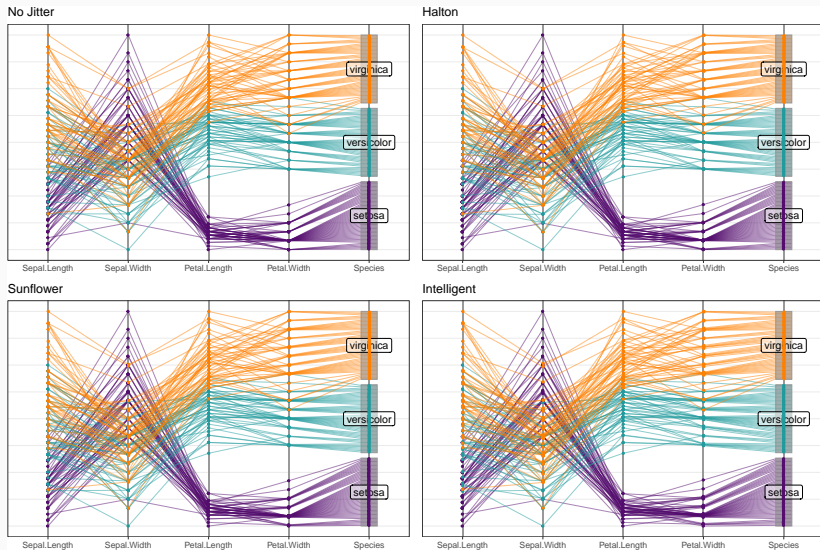 No Jitter
virginica
versicolor
setosa
Sepal.Length Sepal.Width Petal.Length Petal.Width Species
Halton
virginica
versicolor
setosa
Sepal.Length Sepal.Width Petal.Length Petal.Width Species
Sunflower
virginica
versicolor
setosa
Sepal.Length Sepal.Width Petal.Length Petal.Width Species
Intelligent
virginica
versicolor
setosa
Sepal.Length Sepal.Width Petal.Length Petal.Width Species